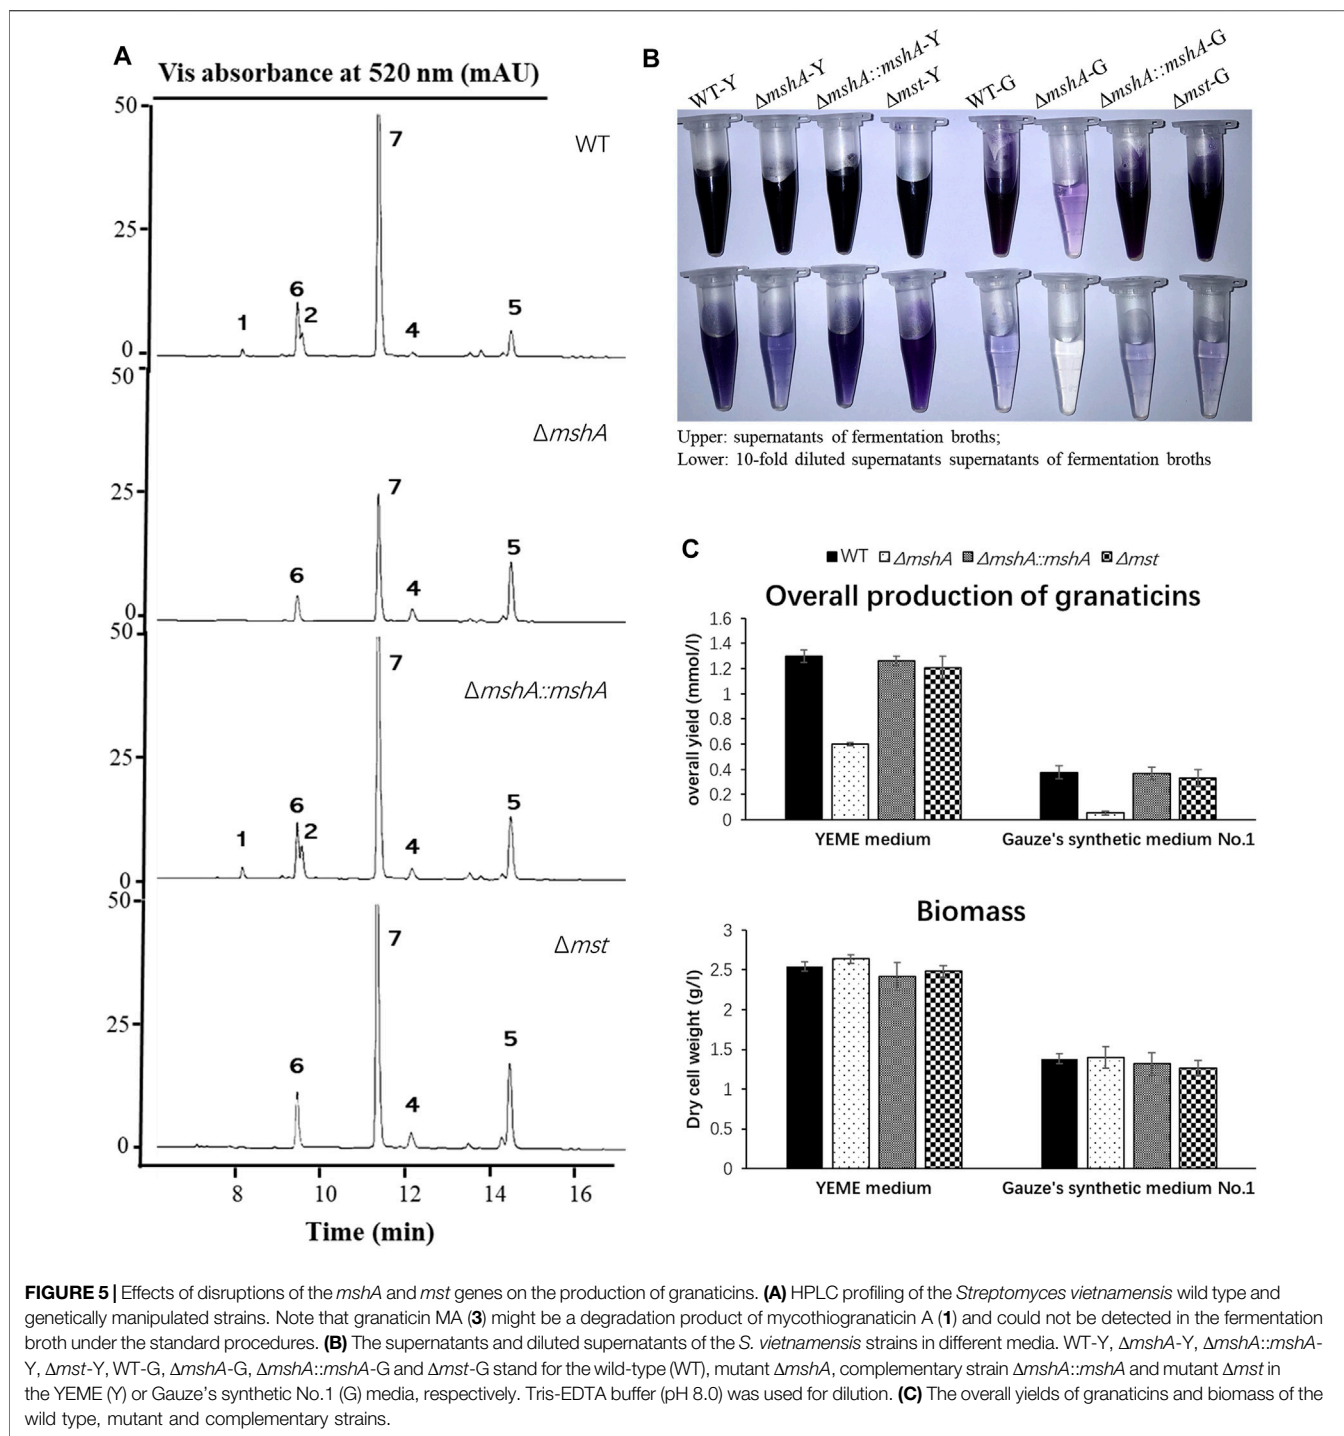 A
Vis absorbance at 520 nm (mAU)
50
25
0
WT
1
6
2
7
4
5
50
25
0
ΔmshA
6
7
4
5
50
25
0
ΔmshA::mshA
1
6
2
7
4
5
50
25
0
Δmst
6
7
4
5
8 10 12 14 16
Time (min)
B
WT-Y ΔmshA-Y ΔmshA::mshA-Y Δmst-Y WT-G ΔmshA-G ΔmshA::mshA-G Δmst-G
Upper: supernatants of fermentation broths;
Lower: 10-fold diluted supernatants supernatants of fermentation broths
C
WT ΔmshA ΔmshA::mshA Δmst
Overall production of granaticins
overall yield (mmol/l)
1.6
1.4
1.2
1
0.8
0.6
0.4
0.2
0
YEME medium Gauze's synthetic medium No.1
Biomass
Dry cell weight (g/l)
3
2.5
2
1.5
1
0.5
0
YEME medium Gauze's synthetic medium No.1
FIGURE 5 | Effects of disruptions of the mshA and mst genes on the production of granaticins. (A) HPLC profiling of the Streptomyces vietnamensis wild type and
genetically manipulated strains. Note that granaticin MA (3) might be a degradation product of mycothiogranaticin A (1) and could not be detected in the fermentation
broth under the standard procedures. (B) The supernatants and diluted supernatants of the S. vietnamensis strains in different media. WT-Y, ΔmshA-Y, ΔmshA::mshA-
Y, Δmst-Y, WT-G, ΔmshA-G, ΔmshA::mshA-G and Δmst-G stand for the wild-type (WT), mutant ΔmshA, complementary strain ΔmshA::mshA and mutant Δmst in
the YEME (Y) or Gauze's synthetic No.1 (G) media, respectively. Tris-EDTA buffer (pH 8.0) was used for dilution. (C) The overall yields of granaticins and biomass of the
wild type, mutant and complementary strains.